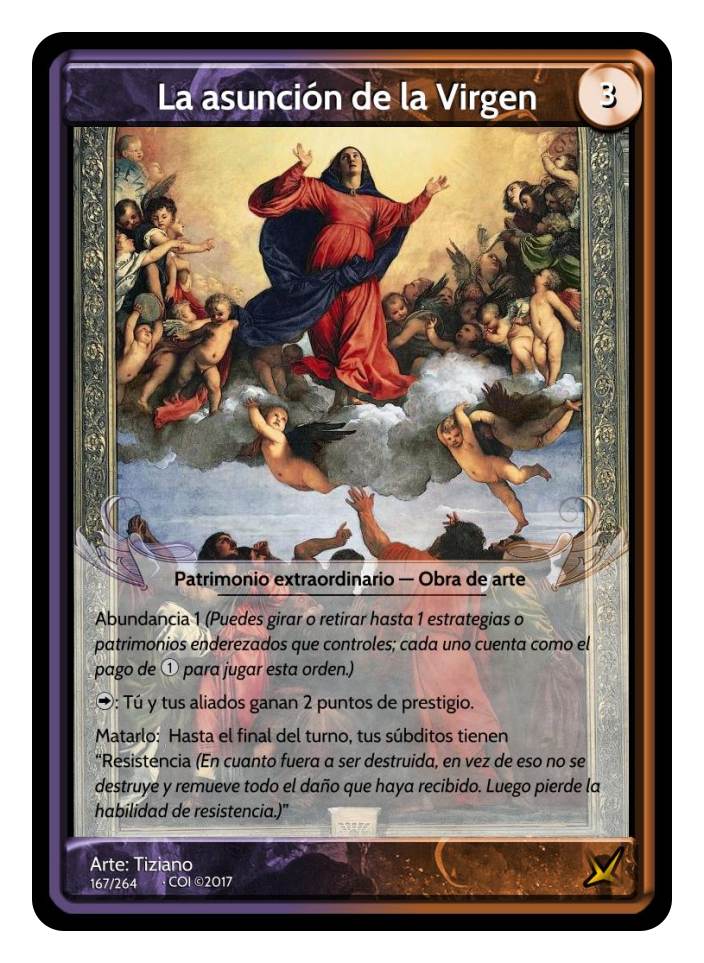 La asunción de la Virgen
3
Patrimonio extraordinario — Obra de arte
Abundancia 1 (Puedes girar o retirar hasta 1 estrategias o
patrimonios enderezados que controles; cada uno cuenta como el
pago de 1 para jugar esta orden.)
➡: Tú y tus aliados ganan 2 puntos de prestigio.
Matarlo: Hasta el final del turno, tus súbditos tienen
“Resistencia (En cuanto fuera a ser destruida, en vez de eso no se
destruye y remueve todo el daño que haya recibido. Luego pierde la
habilidad de resistencia.)”
Arte: Tiziano
167/264 · COI ©2017